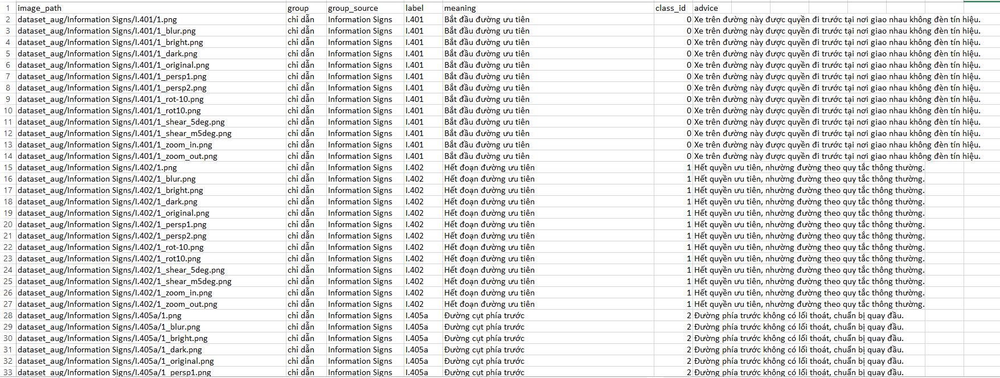 1 image_path group group_source label meaning class_id advice
2 dataset_aug/Information Signs/I.401/1.png chỉ dẫn Information Signs I.401 Bắt đầu đường ưu tiên 0 Xe trên đường này được quyền đi trước tại nơi giao nhau không đèn tín hiệu.
3 dataset_aug/Information Signs/I.401/1_blur.png chỉ dẫn Information Signs I.401 Bắt đầu đường ưu tiên 0 Xe trên đường này được quyền đi trước tại nơi giao nhau không đèn tín hiệu.
4 dataset_aug/Information Signs/I.401/1_bright.png chỉ dẫn Information Signs I.401 Bắt đầu đường ưu tiên 0 Xe trên đường này được quyền đi trước tại nơi giao nhau không đèn tín hiệu.
5 dataset_aug/Information Signs/I.401/1_dark.png chỉ dẫn Information Signs I.401 Bắt đầu đường ưu tiên 0 Xe trên đường này được quyền đi trước tại nơi giao nhau không đèn tín hiệu.
6 dataset_aug/Information Signs/I.401/1_original.png chỉ dẫn Information Signs I.401 Bắt đầu đường ưu tiên 0 Xe trên đường này được quyền đi trước tại nơi giao nhau không đèn tín hiệu.
7 dataset_aug/Information Signs/I.401/1_persp1.png chỉ dẫn Information Signs I.401 Bắt đầu đường ưu tiên 0 Xe trên đường này được quyền đi trước tại nơi giao nhau không đèn tín hiệu.
8 dataset_aug/Information Signs/I.401/1_persp2.png chỉ dẫn Information Signs I.401 Bắt đầu đường ưu tiên 0 Xe trên đường này được quyền đi trước tại nơi giao nhau không đèn tín hiệu.
9 dataset_aug/Information Signs/I.401/1_rot-10.png chỉ dẫn Information Signs I.401 Bắt đầu đường ưu tiên 0 Xe trên đường này được quyền đi trước tại nơi giao nhau không đèn tín hiệu.
10 dataset_aug/Information Signs/I.401/1_rot10.png chỉ dẫn Information Signs I.401 Bắt đầu đường ưu tiên 0 Xe trên đường này được quyền đi trước tại nơi giao nhau không đèn tín hiệu.
11 dataset_aug/Information Signs/I.401/1_shear_5deg.png chỉ dẫn Information Signs I.401 Bắt đầu đường ưu tiên 0 Xe trên đường này được quyền đi trước tại nơi giao nhau không đèn tín hiệu.
12 dataset_aug/Information Signs/I.401/1_shear_m5deg.png chỉ dẫn Information Signs I.401 Bắt đầu đường ưu tiên 0 Xe trên đường này được quyền đi trước tại nơi giao nhau không đèn tín hiệu.
13 dataset_aug/Information Signs/I.401/1_zoom_in.png chỉ dẫn Information Signs I.401 Bắt đầu đường ưu tiên 0 Xe trên đường này được quyền đi trước tại nơi giao nhau không đèn tín hiệu.
14 dataset_aug/Information Signs/I.401/1_zoom_out.png chỉ dẫn Information Signs I.401 Bắt đầu đường ưu tiên 0 Xe trên đường này được quyền đi trước tại nơi giao nhau không đèn tín hiệu.
15 dataset_aug/Information Signs/I.402/1.png chỉ dẫn Information Signs I.402 Hết đoạn đường ưu tiên 1 Hết quyền ưu tiên, nhường đường theo quy tắc thông thường.
16 dataset_aug/Information Signs/I.402/1_blur.png chỉ dẫn Information Signs I.402 Hết đoạn đường ưu tiên 1 Hết quyền ưu tiên, nhường đường theo quy tắc thông thường.
17 dataset_aug/Information Signs/I.402/1_bright.png chỉ dẫn Information Signs I.402 Hết đoạn đường ưu tiên 1 Hết quyền ưu tiên, nhường đường theo quy tắc thông thường.
18 dataset_aug/Information Signs/I.402/1_dark.png chỉ dẫn Information Signs I.402 Hết đoạn đường ưu tiên 1 Hết quyền ưu tiên, nhường đường theo quy tắc thông thường.
19 dataset_aug/Information Signs/I.402/1_original.png chỉ dẫn Information Signs I.402 Hết đoạn đường ưu tiên 1 Hết quyền ưu tiên, nhường đường theo quy tắc thông thường.
20 dataset_aug/Information Signs/I.402/1_persp1.png chỉ dẫn Information Signs I.402 Hết đoạn đường ưu tiên 1 Hết quyền ưu tiên, nhường đường theo quy tắc thông thường.
21 dataset_aug/Information Signs/I.402/1_persp2.png chỉ dẫn Information Signs I.402 Hết đoạn đường ưu tiên 1 Hết quyền ưu tiên, nhường đường theo quy tắc thông thường.
22 dataset_aug/Information Signs/I.402/1_rot-10.png chỉ dẫn Information Signs I.402 Hết đoạn đường ưu tiên 1 Hết quyền ưu tiên, nhường đường theo quy tắc thông thường.
23 dataset_aug/Information Signs/I.402/1_rot10.png chỉ dẫn Information Signs I.402 Hết đoạn đường ưu tiên 1 Hết quyền ưu tiên, nhường đường theo quy tắc thông thường.
24 dataset_aug/Information Signs/I.402/1_shear_5deg.png chỉ dẫn Information Signs I.402 Hết đoạn đường ưu tiên 1 Hết quyền ưu tiên, nhường đường theo quy tắc thông thường.
25 dataset_aug/Information Signs/I.402/1_shear_m5deg.png chỉ dẫn Information Signs I.402 Hết đoạn đường ưu tiên 1 Hết quyền ưu tiên, nhường đường theo quy tắc thông thường.
26 dataset_aug/Information Signs/I.402/1_zoom_in.png chỉ dẫn Information Signs I.402 Hết đoạn đường ưu tiên 1 Hết quyền ưu tiên, nhường đường theo quy tắc thông thường.
27 dataset_aug/Information Signs/I.402/1_zoom_out.png chỉ dẫn Information Signs I.402 Hết đoạn đường ưu tiên 1 Hết quyền ưu tiên, nhường đường theo quy tắc thông thường.
28 dataset_aug/Information Signs/I.405a/1.png chỉ dẫn Information Signs I.405a Đường cụt phía trước 2 Đường phía trước không có lối thoát, chuẩn bị quay đầu.
29 dataset_aug/Information Signs/I.405a/1_blur.png chỉ dẫn Information Signs I.405a Đường cụt phía trước 2 Đường phía trước không có lối thoát, chuẩn bị quay đầu.
30 dataset_aug/Information Signs/I.405a/1_bright.png chỉ dẫn Information Signs I.405a Đường cụt phía trước 2 Đường phía trước không có lối thoát, chuẩn bị quay đầu.
31 dataset_aug/Information Signs/I.405a/1_dark.png chỉ dẫn Information Signs I.405a Đường cụt phía trước 2 Đường phía trước không có lối thoát, chuẩn bị quay đầu.
32 dataset_aug/Information Signs/I.405a/1_original.png chỉ dẫn Information Signs I.405a Đường cụt phía trước 2 Đường phía trước không có lối thoát, chuẩn bị quay đầu.
33 dataset_aug/Information Signs/I.405a/1_persp1.png chỉ dẫn Information Signs I.405a Đường cụt phía trước 2 Đường phía trước không có lối thoát, chuẩn bị quay đầu.